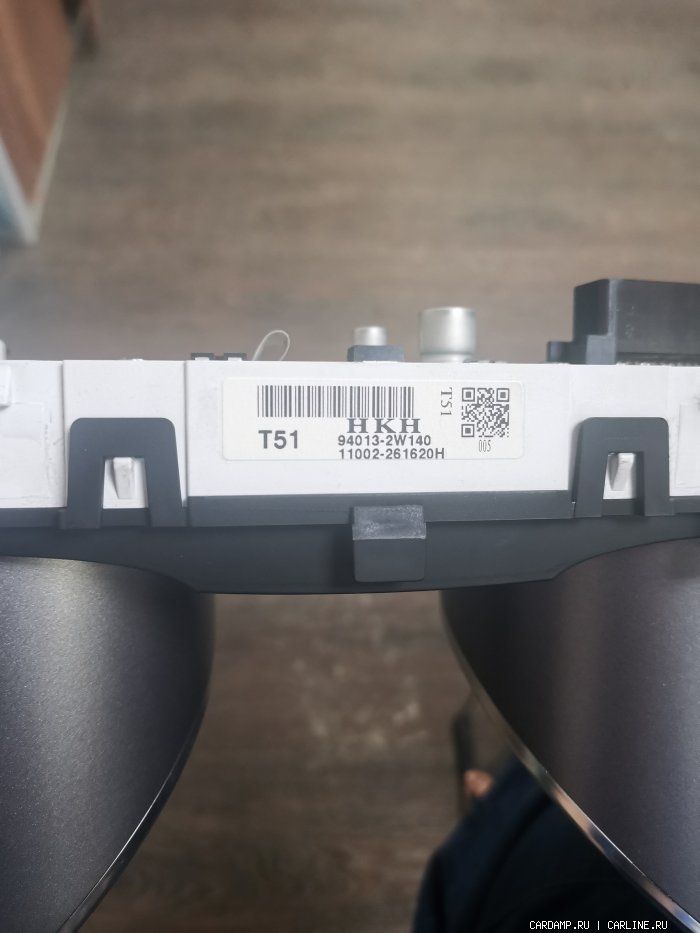 HKH
T51
94013-2W140
11002-261620H
T51
005
CARDAMP.RU | CARLINE.RU